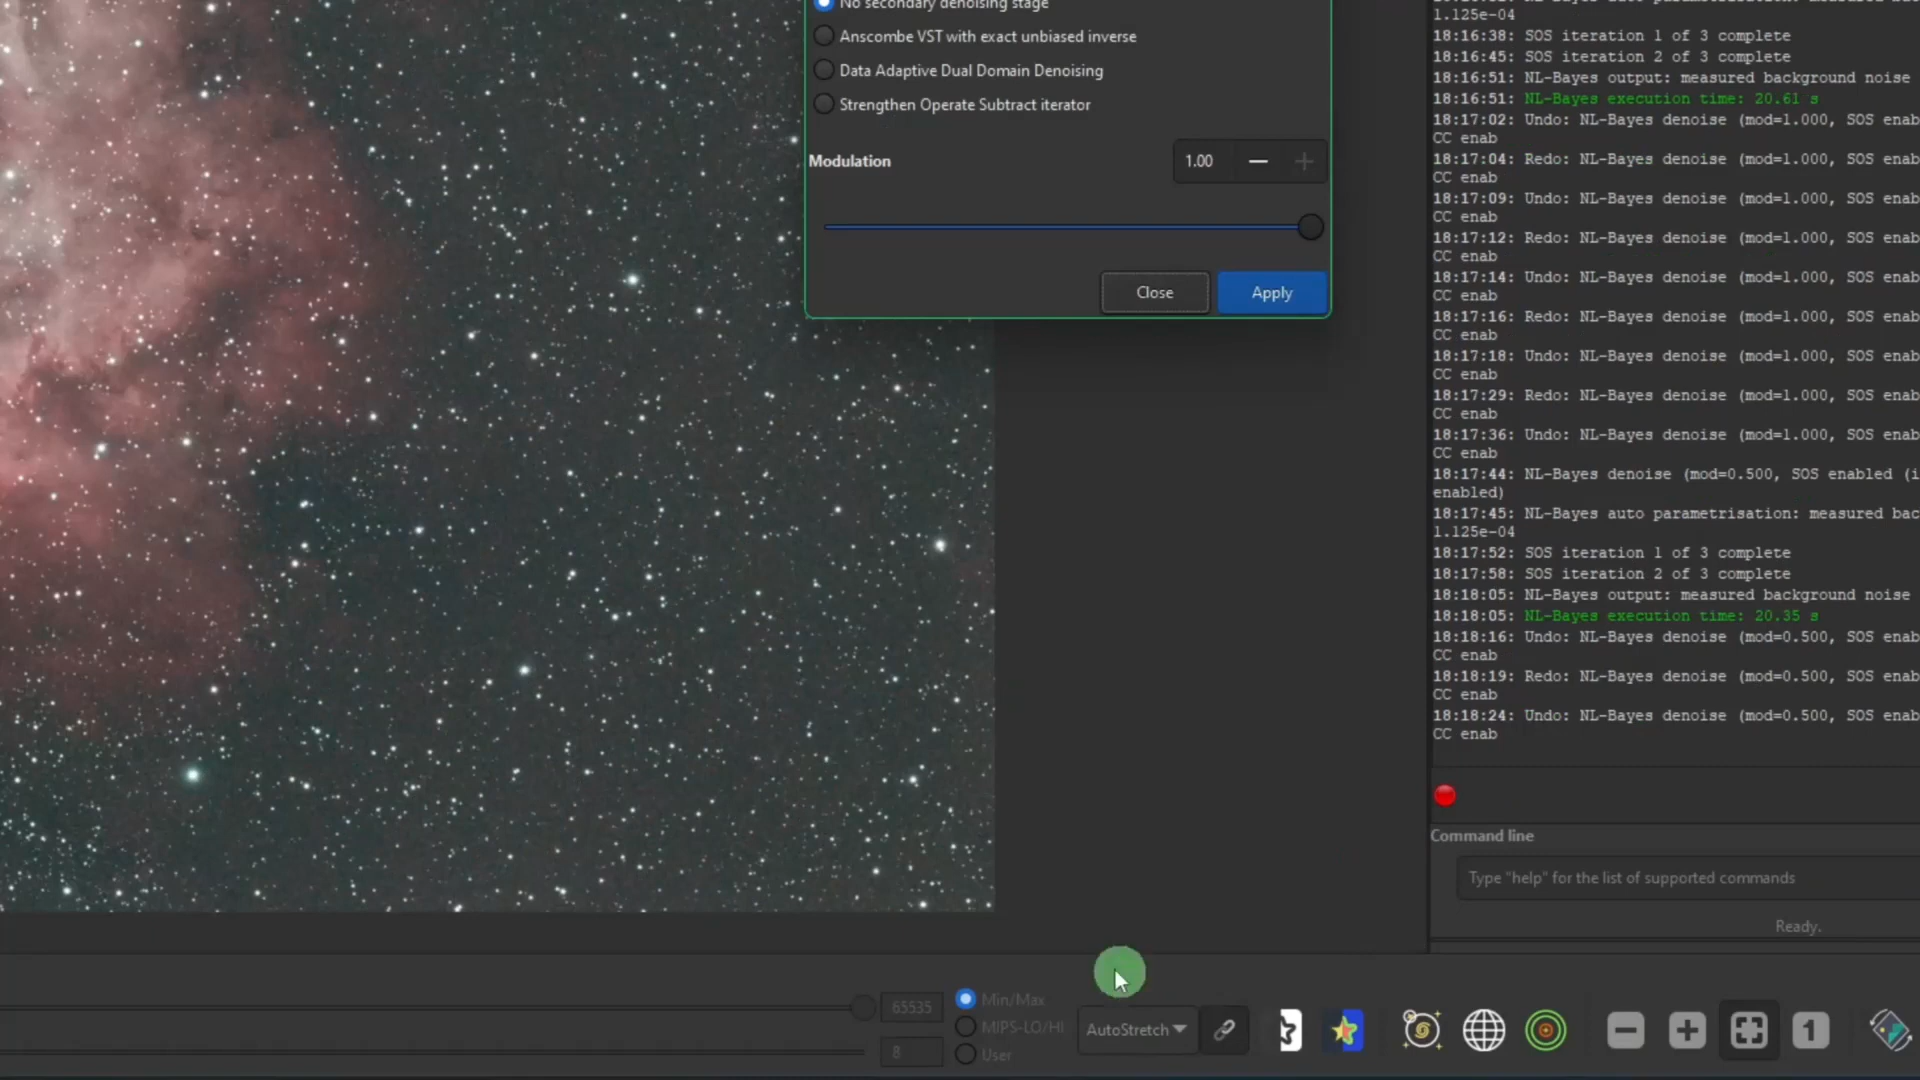 No secondary denoising stage
Anscombe VST with exact unbiased inverse
Data Adaptive Dual Domain Denoising
Strengthen Operate Subtract iterator
Modulation
1.00
Close
Apply
1.125e-04
18:16:38: SOS iteration 1 of 3 complete
18:16:45: SOS iteration 2 of 3 complete
18:16:51: NL-Bayes output: measured background noise
18:16:51: NL-Bayes execution time: 20.61 s
18:17:02: Undo: NL-Bayes denoise (mod=1.000, SOS enab
CC enab
18:17:04: Redo: NL-Bayes denoise (mod=1.000, SOS enab
CC enab
18:17:09: Undo: NL-Bayes denoise (mod=1.000, SOS enab
CC enab
18:17:12: Redo: NL-Bayes denoise (mod=1.000, SOS enab
CC enab
18:17:14: Undo: NL-Bayes denoise (mod=1.000, SOS enab
CC enab
18:17:16: Redo: NL-Bayes denoise (mod=1.000, SOS enab
CC enab
18:17:18: Undo: NL-Bayes denoise (mod=1.000, SOS enab
CC enab
18:17:29: Redo: NL-Bayes denoise (mod=1.000, SOS enab
CC enab
18:17:36: Undo: NL-Bayes denoise (mod=1.000, SOS enab
CC enab
18:17:44: NL-Bayes denoise (mod=0.500, SOS enabled (i
enabled)
18:17:45: NL-Bayes auto parametrisation: measured bac
1.125e-04
18:17:52: SOS iteration 1 of 3 complete
18:17:58: SOS iteration 2 of 3 complete
18:18:05: NL-Bayes output: measured background noise
18:18:05: NL-Bayes execution time: 20.35 s
18:18:16: Undo: NL-Bayes denoise (mod=0.500, SOS enab
CC enab
18:18:19: Redo: NL-Bayes denoise (mod=0.500, SOS enab
CC enab
18:18:24: Undo: NL-Bayes denoise (mod=0.500, SOS enab
CC enab
Command line
Type "help" for the list of supported commands
Ready.
65535
8
Min/Max
MIPS-LO/HI
User
AutoStretch
1